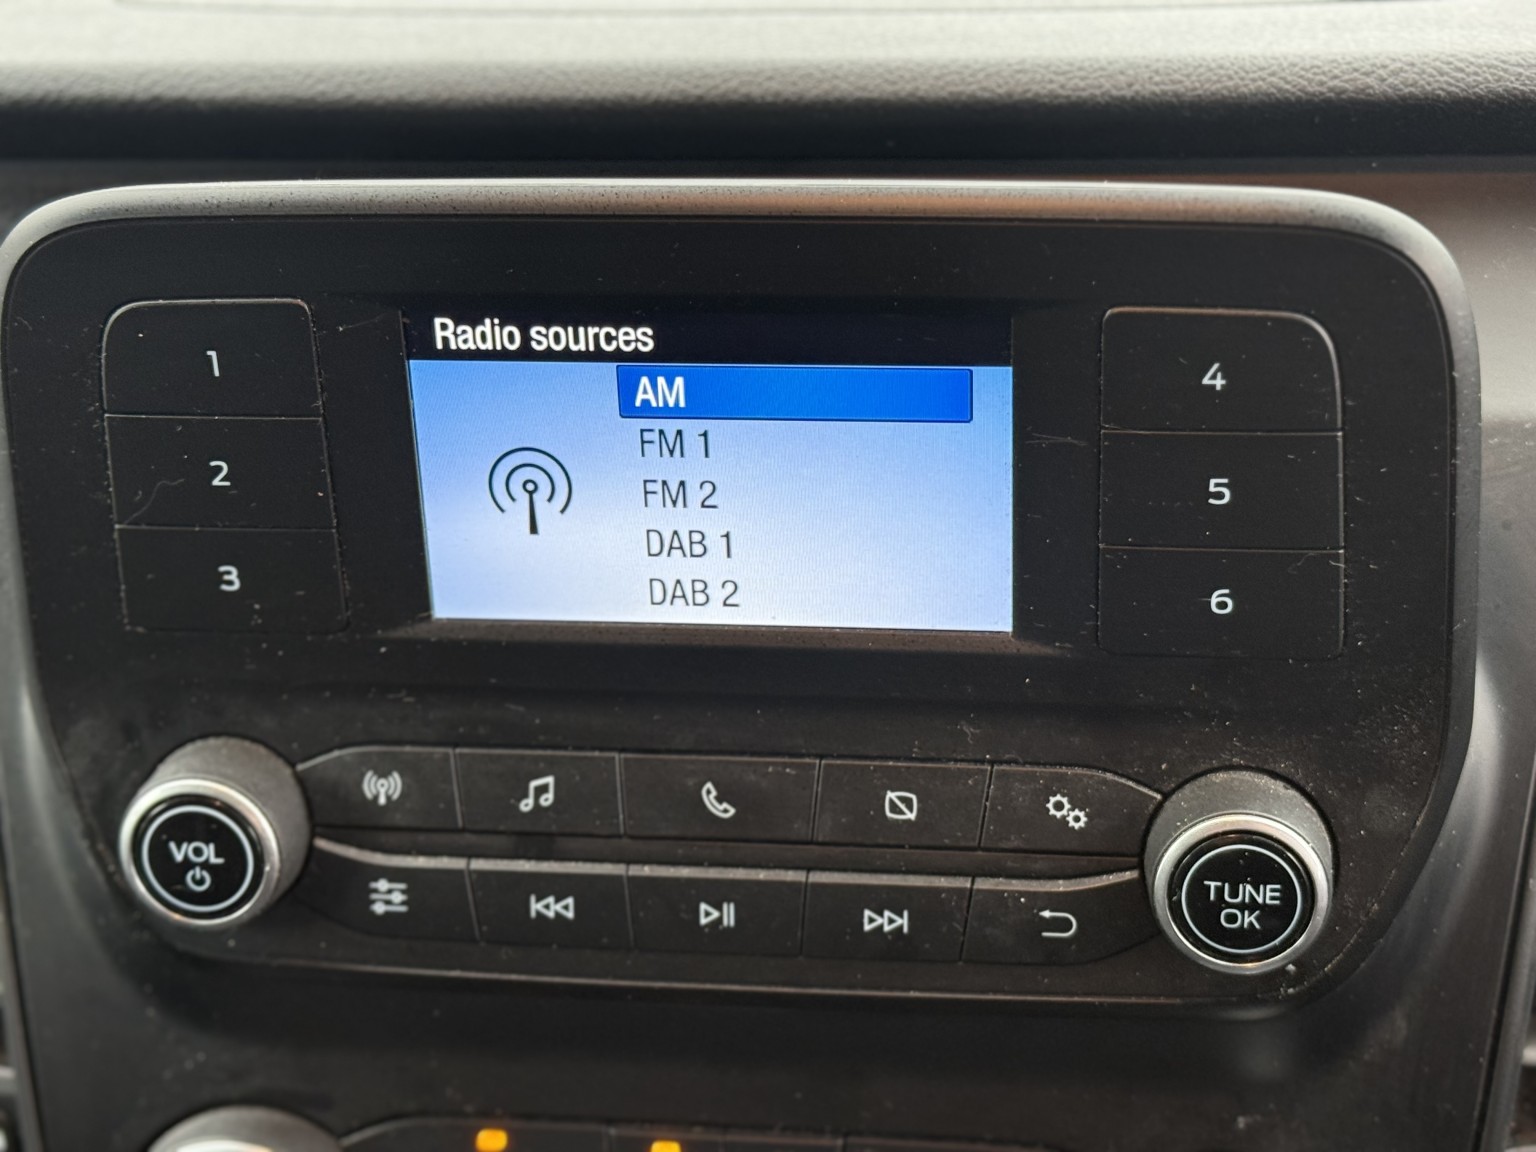 Radio sources
AM
FM 1
FM 2
DAB 1
DAB 2
1
2
3
4
5
6
VOL
TUNE
OK